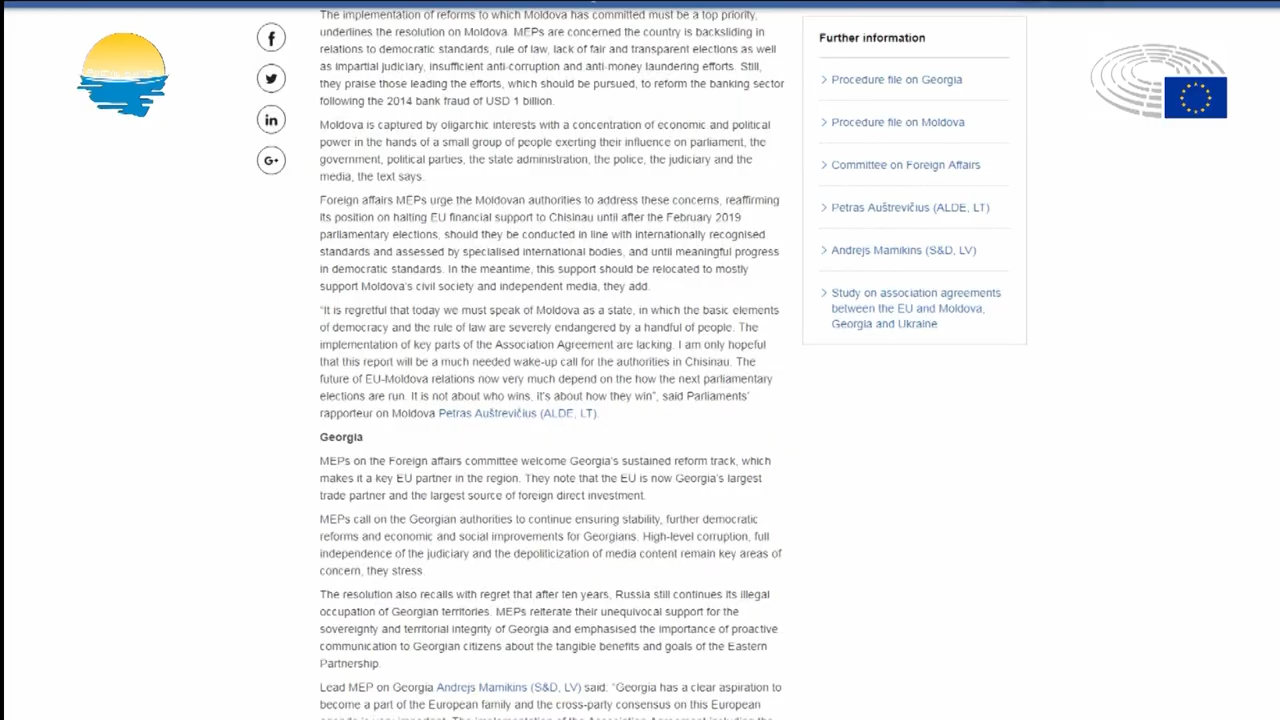 The implementation of reforms to which Moldova has committed must be a top priority,
underlines the resolution on Moldova. MEPs are concerned the country is backsliding in
relations to democratic standards, rule of law, lack of fair and transparent elections as well
as impartial judiciary, insufficient anti-corruption and anti-money laundering efforts. Still,
they praise those leading the efforts, which should be pursued, to reform the banking sector
following the 2014 bank fraud of USD 1 billion.
Moldova is captured by oligarchic interests with a concentration of economic and political
power in the hands of a small group of people exerting their influence on parliament, the
government, political parties, the state administration, the police, the judiciary and the
media, the text says.
Foreign affairs MEPs urge the Moldovan authorities to address these concerns, reaffirming
its position on halting EU financial support to Chisinau until after the February 2019
parliamentary elections, should they be conducted in line with internationally recognised
standards and assessed by specialised international bodies, and until meaningful progress
in democratic standards. In the meantime, this support should be relocated to mostly
support Moldova's civil society and independent media, they add.
"It is regretful that today we must speak of Moldova as a state, in which the basic elements
of democracy and the rule of law are severely endangered by a handful of people. The
implementation of key parts of the Association Agreement are lacking. I am only hopeful
that this report will be a much needed wake-up call for the authorities in Chisinau. The
future of EU-Moldova relations now very much depend on the how the next parliamentary
elections are run. It is not about who wins, it's about how they win", said Parliaments'
rapporteur on Moldova Petras Auštrevičius (ALDE, LT).
Georgia
MEPs on the Foreign affairs committee welcome Georgia's sustained reform track, which
makes it a key EU partner in the region. They note that the EU is now Georgia's largest
trade partner and the largest source of foreign direct investment.
MEPs call on the Georgian authorities to continue ensuring stability, further democratic
reforms and economic and social improvements for Georgians. High-level corruption, full
independence of the judiciary and the depoliticization of media content remain key areas of
concern, they stress.
The resolution also recalls with regret that after ten years, Russia still continues its illegal
occupation of Georgian territories. MEPs reiterate their unequivocal support for the
sovereignty and territorial integrity of Georgia and emphasised the importance of proactive
communication to Georgian citizens about the tangible benefits and goals of the Eastern
Partnership.
Lead MEP on Georgia Andrejs Mamikins (S&D, LV) said: "Georgia has a clear aspiration to
become a part of the European family and the cross-party consensus on this European
Further information
Procedure file on Georgia
Procedure file on Moldova
Committee on Foreign Affairs
Petras Auštrevičius (ALDE, LT)
Andrejs Mamikins (S&D, LV)
Study on association agreements
between the EU and Moldova,
Georgia and Ukraine